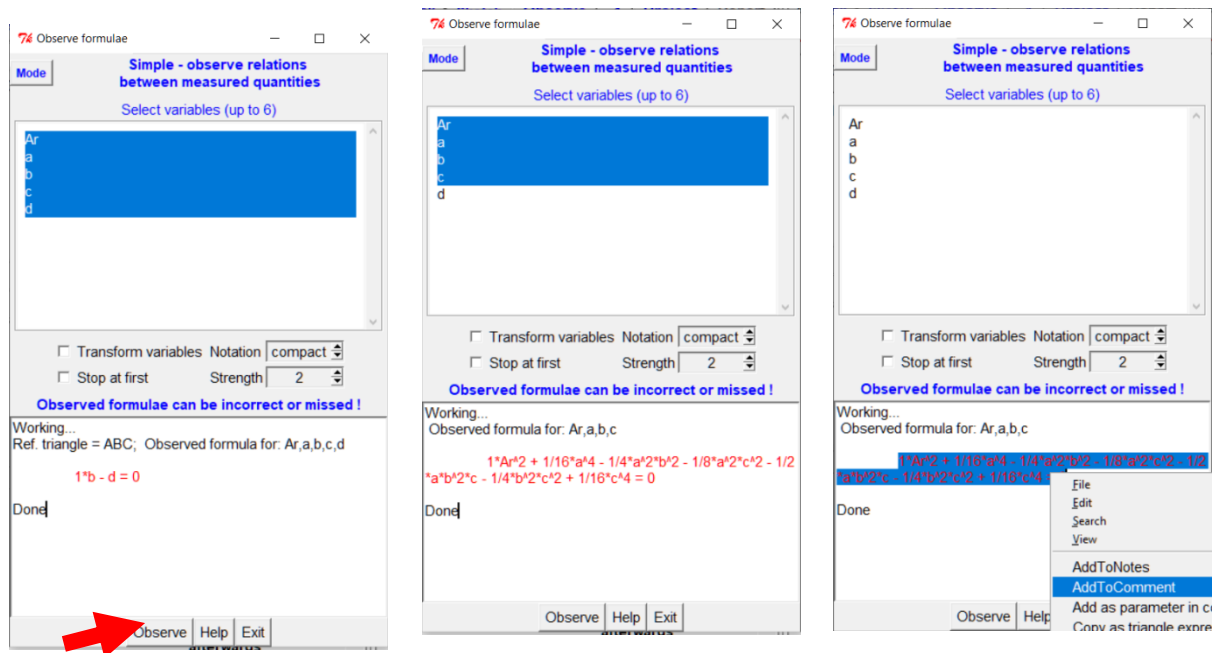 Observe formulae
Mode
Simple - observe relations
between measured quantities
Select variables (up to 6)
Ar
a
b
c
d
Transform variables Notation compact
Stop at first Strength 2
Observed formulae can be incorrect or missed !
Working...
Ref. triangle = ABC; Observed formula for: Ar,a,b,c,d
1*b - d = 0
Done
Observe Help Exit
afterwards
Observe formulae
Mode
Simple - observe relations
between measured quantities
Select variables (up to 6)
Ar
a
b
c
d
Transform variables Notation compact
Stop at first Strength 2
Observed formulae can be incorrect or missed !
Working...
Observed formula for: Ar,a,b,c
1*Ar^2 + 1/16*a^4 - 1/4*a^2*b^2 - 1/8*a^2*c^2 - 1/2
*a*b^2*c - 1/4*b^2*c^2 + 1/16*c^4 = 0
Done
Observe Help Exit
afterwards
Observe formulae
Mode
Simple - observe relations
between measured quantities
Select variables (up to 6)
Ar
a
b
c
d
Transform variables Notation compact
Stop at first Strength 2
Observed formulae can be incorrect or missed !
Working...
Observed formula for: Ar,a,b,c
1*Ar^2 + 1/16*a^4 - 1/4*a^2*b^2 - 1/8*a^2*c^2 - 1/2
*a*b^2*c - 1/4*b^2*c^2 + 1/16*c^4
Done
File
Edit
Search
View
AddToNotes
AddToComment
Add as parameter in
Copy as triangle
Observe Help